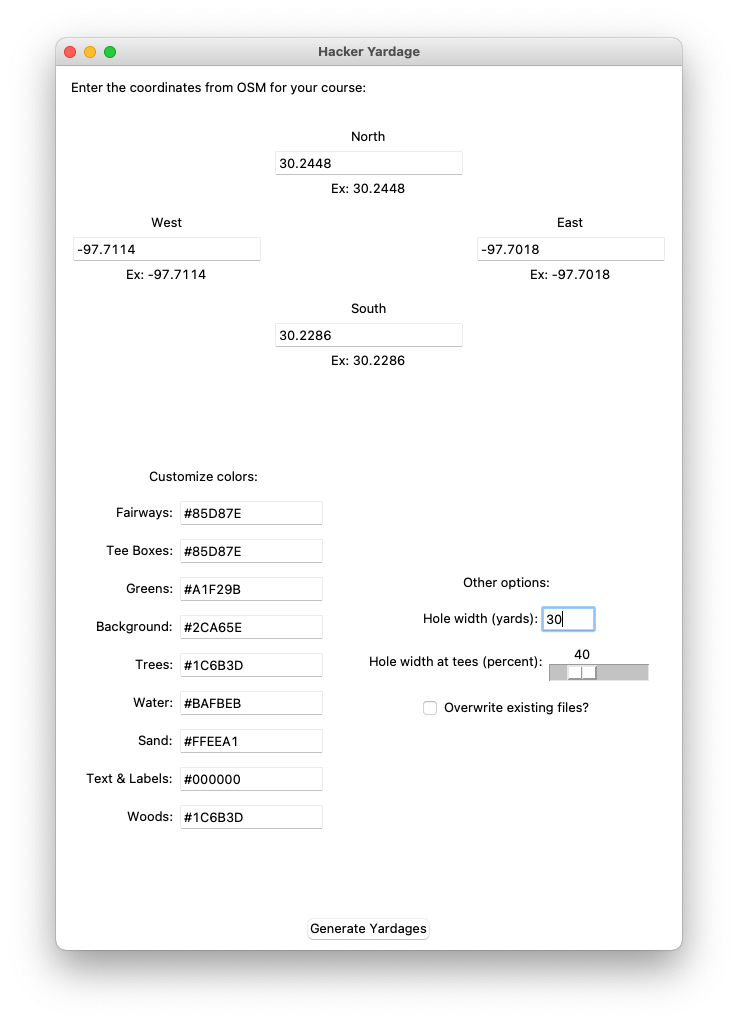 Hacker Yardage
Enter the coordinates from OSM for your course:
North
30.2448
Ex: 30.2448
West
East
-97.7114
-97.7018
Ex: -97.7114
Ex: -97.7018
South
30.2286
Ex: 30.2286
Customize colors:
Fairways: #85D87E
Tee Boxes: #85D87E
Greens: #A1F29B
Background: #2CA65E
Trees: #1C6B3D
Water: #BAFBEB
Sand: #FFEEA1
Text & Labels: #000000
Woods: #1C6B3D
Other options:
Hole width (yards): 30
40
Hole width at tees (percent):
Overwrite existing files?
Generate Yardages